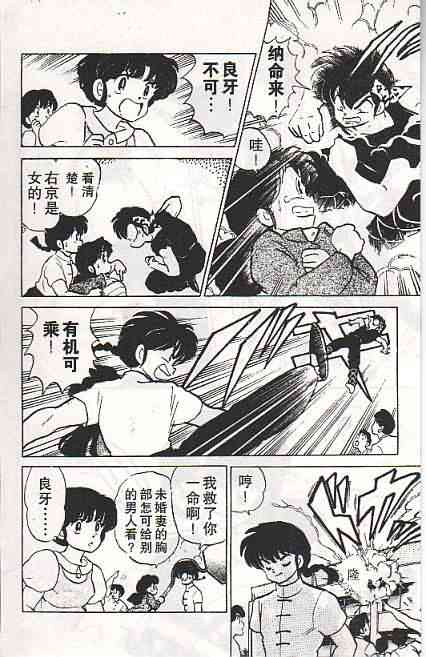 纳命来！
哇！
良牙！
不可…
看清
楚！
右京是
女的！
有机可
乘！
哼！
隆
我救了你
一命啊！
未婚妻的胸
部怎可给别
的男人看？
良牙……